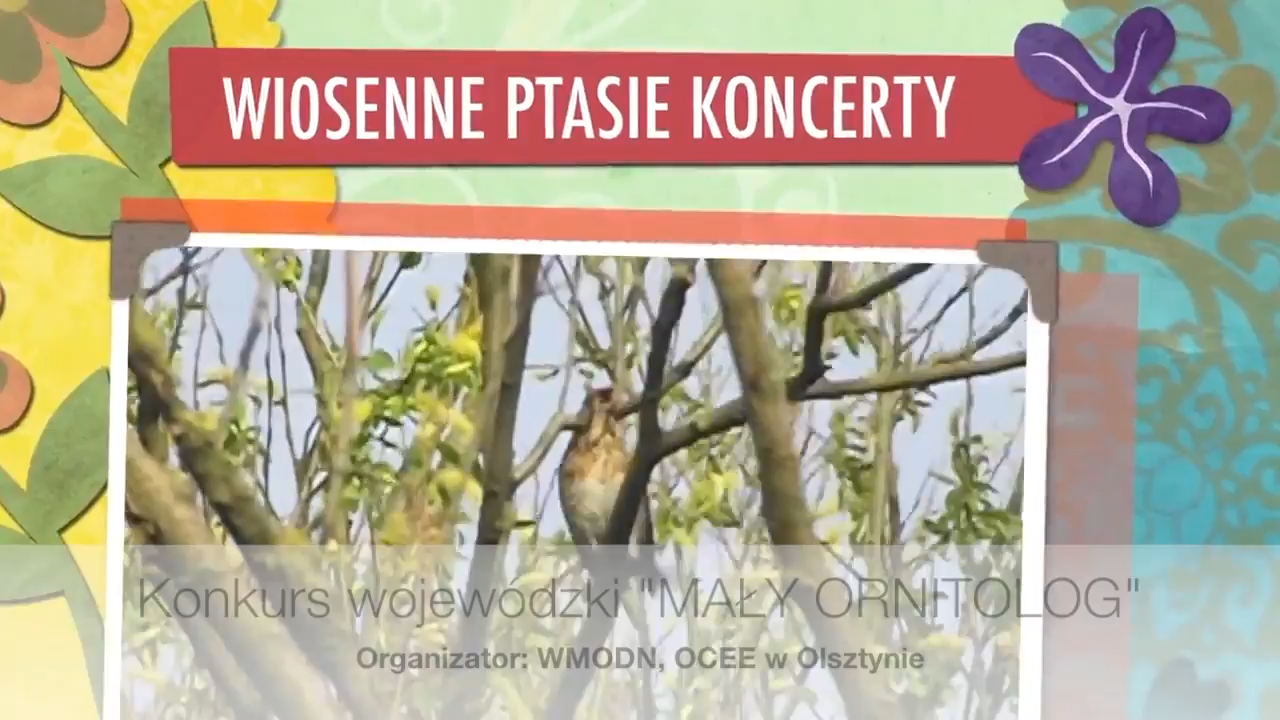 WIOSENNE PTASIE KONCERTY
Konkurs wojewódzki "MAŁY ORNITOLOG"
Organizator: WMODN, OCEE w Olsztynie